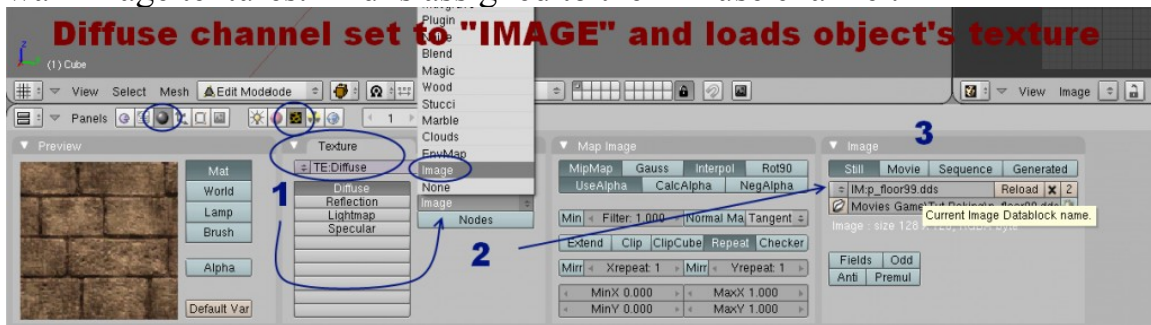 Diffuse channel set to "IMAGE" and loads object's texture
Plugin
Blend
Magic
Wood
Stucci
Marble
Clouds
EnvMap
Image
None
(1) Cube
View Select Mesh Edit Mode
View Image
Panels
1
3
Preview
Mat
World
Lamp
Brush
Alpha
Default Var
Texture
TE:Diffuse
Diffuse
Reflection
Lightmap
Specular
1
Image
Nodes
2
Map Image
MipMap Gauss Interpol Rot90
UseAlpha CalcAlpha NegAlpha
Min Filter: 1.000 Normal Ma Tangent
Extend Clip ClipCube Repeat Checker
Mirr Xrepeat: 1 Mirr Yrepeat: 1
MinX 0.000 MaxX 1.000
MinY 0.000 MaxY 1.000
Image
Still Movie Sequence Generated
IM:p_floor99.dds Reload X 2
Current Image Datablock name.
Image : size 128
Fields Odd
Anti Premul